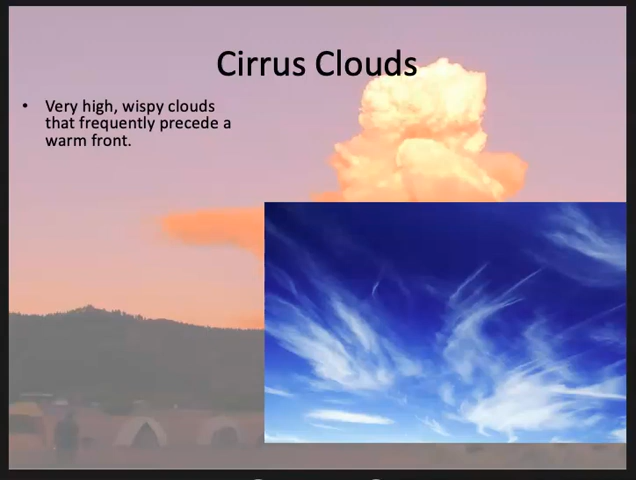 Cirrus Clouds
• Very high, wispy clouds
that frequently precede a
warm front.